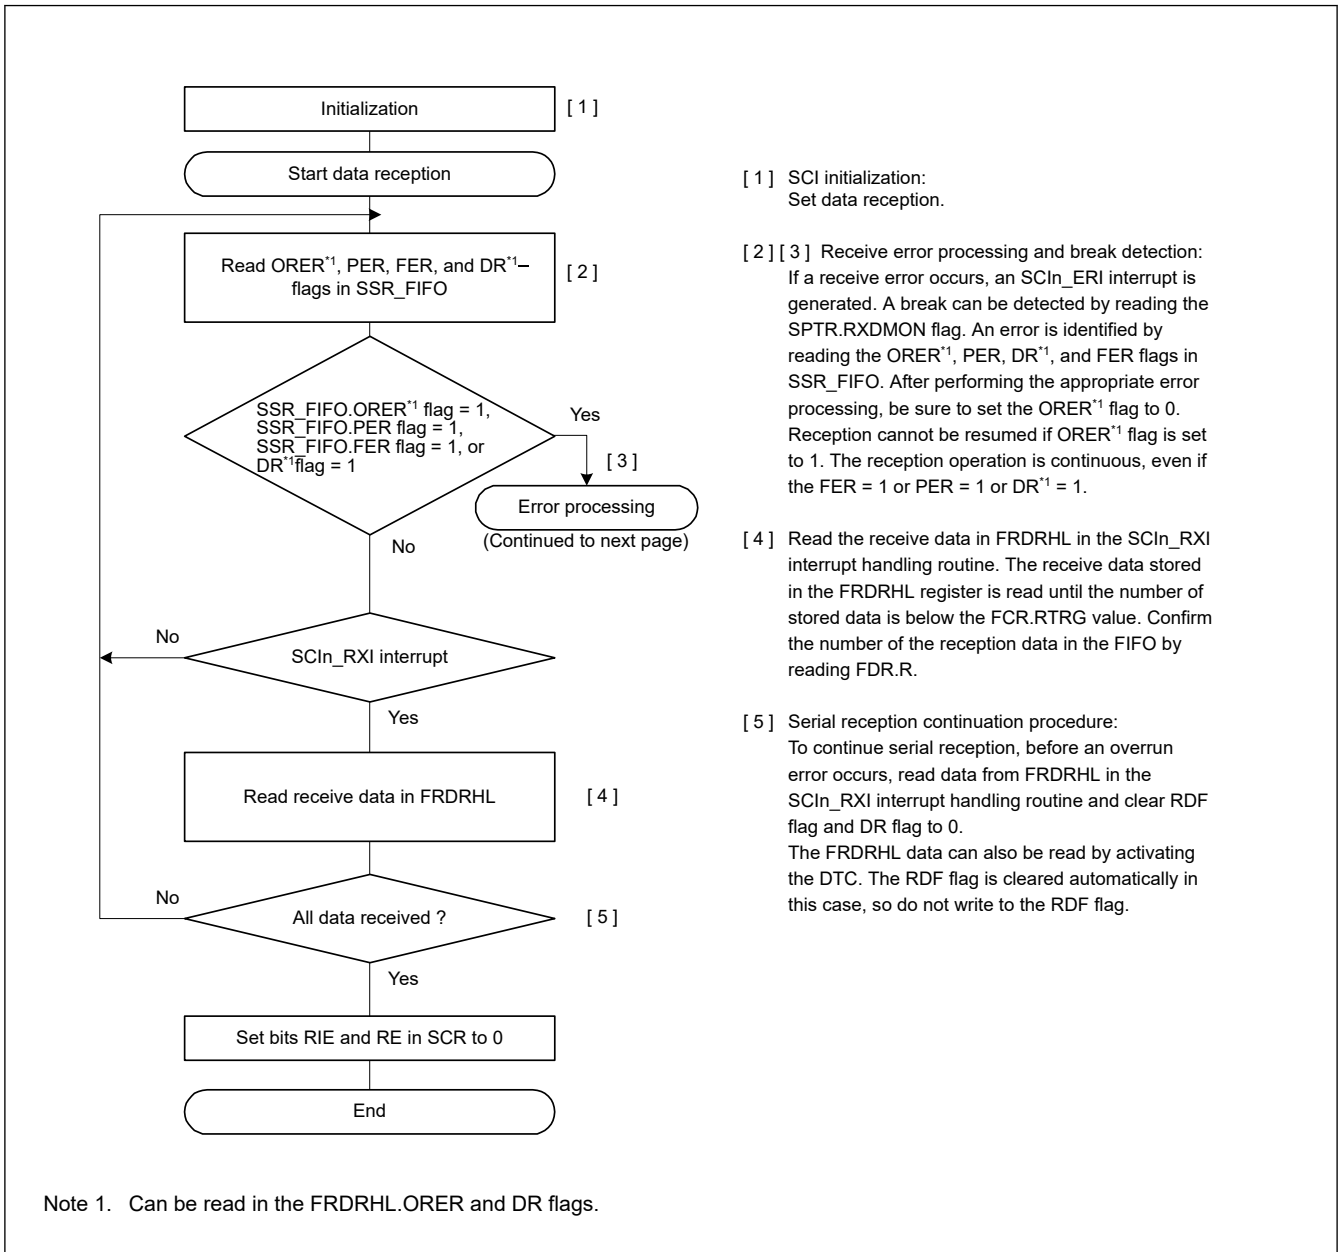 Initialization
[ 1 ]
Start data reception
Read ORER*1, PER, FER, and DR*1–
flags in SSR_FIFO
[ 2 ]
SSR_FIFO.ORER*1 flag = 1,
SSR_FIFO.PER flag = 1,
SSR_FIFO.FER flag = 1, or
DR*1flag = 1
Yes
[ 3 ]
Error processing
(Continued to next page)
No
SCIn_RXI interrupt
No
Yes
Read receive data in FRDRHL
[ 4 ]
No
All data received ?
[ 5 ]
Yes
Set bits RIE and RE in SCR to 0
End
[ 1 ] SCI initialization:
Set data reception.
[ 2 ] [ 3 ] Receive error processing and break detection:
If a receive error occurs, an SCIn_ERI interrupt is
generated. A break can be detected by reading the
SPTR.RXDMON flag. An error is identified by
reading the ORER*1, PER, DR*1, and FER flags in
SSR_FIFO. After performing the appropriate error
processing, be sure to set the ORER*1 flag to 0.
Reception cannot be resumed if ORER*1 flag is set
to 1. The reception operation is continuous, even if
the FER = 1 or PER = 1 or DR*1 = 1.
[ 4 ] Read the receive data in FRDRHL in the SCIn_RXI
interrupt handling routine. The receive data stored
in the FRDRHL register is read until the number of
stored data is below the FCR.RTRG value. Confirm
the number of the reception data in the FIFO by
reading FDR.R.
[ 5 ] Serial reception continuation procedure:
To continue serial reception, before an overrun
error occurs, read data from FRDRHL in the
SCIn_RXI interrupt handling routine and clear RDF
flag and DR flag to 0.
The FRDRHL data can also be read by activating
the DTC. The RDF flag is cleared automatically in
this case, so do not write to the RDF flag.
Note 1. Can be read in the FRDRHL.ORER and DR flags.